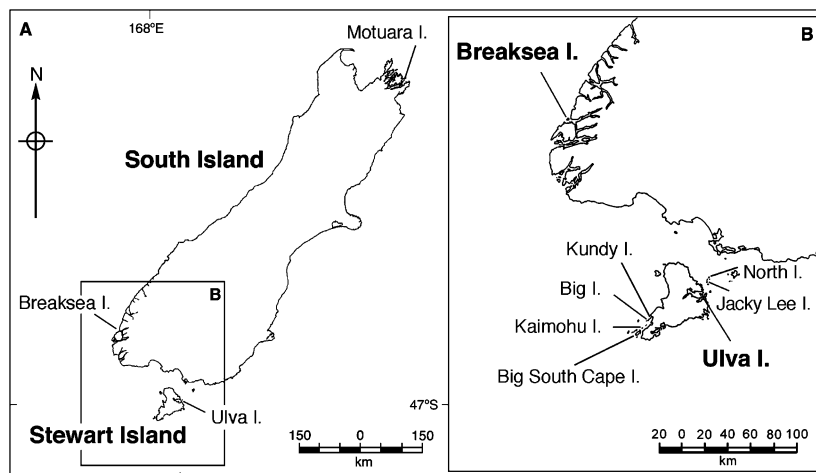 A
168°E
Motuara I.
N
South Island
B
Breaksea I.
Ulva I.
47°S
Stewart Island
150 0 150
km
B
Breaksea I.
Kundy I.
North I.
Big I.
Jacky Lee I.
Kaimohu I.
Ulva I.
Big South Cape I.
20 0 20 40 60 80 100
km